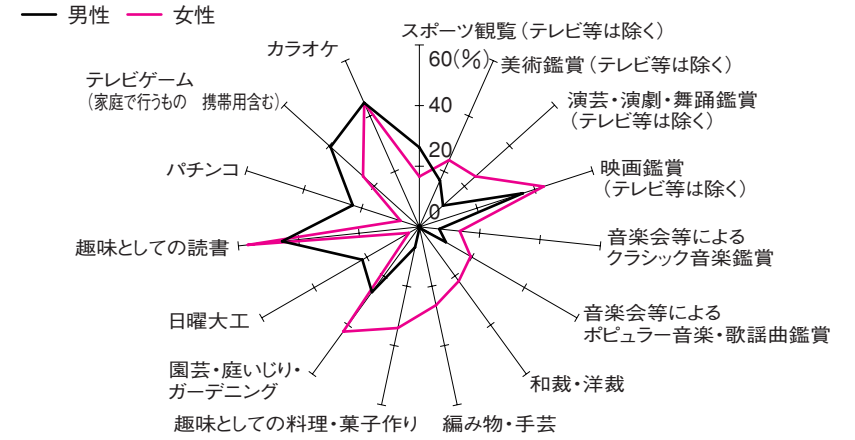 男性 女性
スポーツ観覧（テレビ等は除く）
60(%)
40
20
0
美術鑑賞（テレビ等は除く）
演芸・演劇・舞踊鑑賞
（テレビ等は除く）
映画鑑賞
（テレビ等は除く）
音楽会等による
クラシック音楽鑑賞
音楽会等による
ポピュラー音楽・歌謡曲鑑賞
和裁・洋裁
編み物・手芸
趣味としての料理・菓子作り
園芸・庭いじり・
ガーデニング
日曜大工
趣味としての読書
パチンコ
テレビゲーム
（家庭で行うもの　携帯用含む）
カラオケ